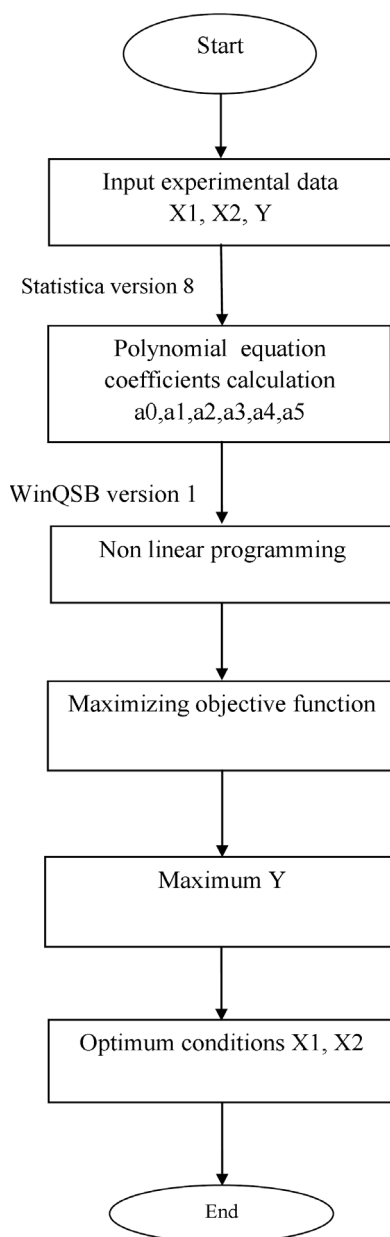 Start
Input experimental data
X1, X2, Y
Statistica version 8
Polynomial equation
coefficients calculation
a0,a1,a2,a3,a4,a5
WinQSB version 1
Non linear programming
Maximizing objective function
Maximum Y
Optimum conditions X1, X2
End